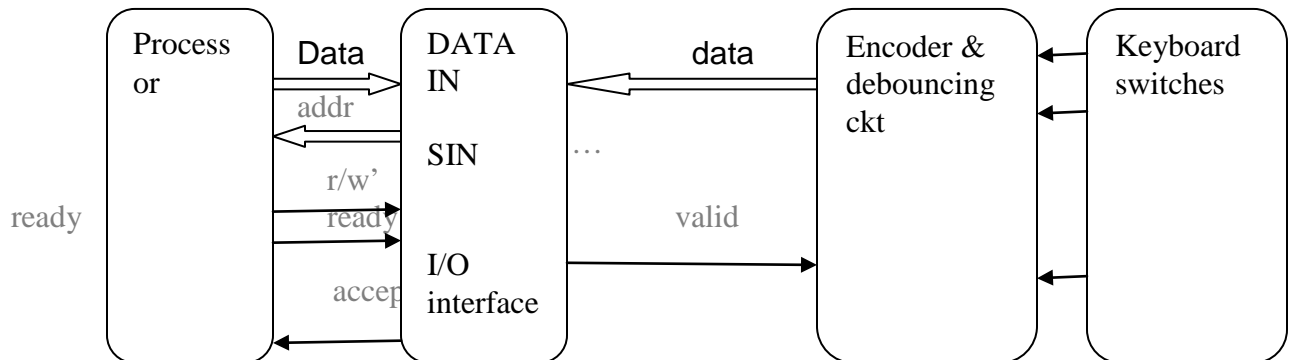 Process
or
Data
addr
r/w’
ready
ready
accep
DATA
IN
SIN
I/O
interface
data
…
valid
Encoder &
debouncing
ckt
Keyboard
switches